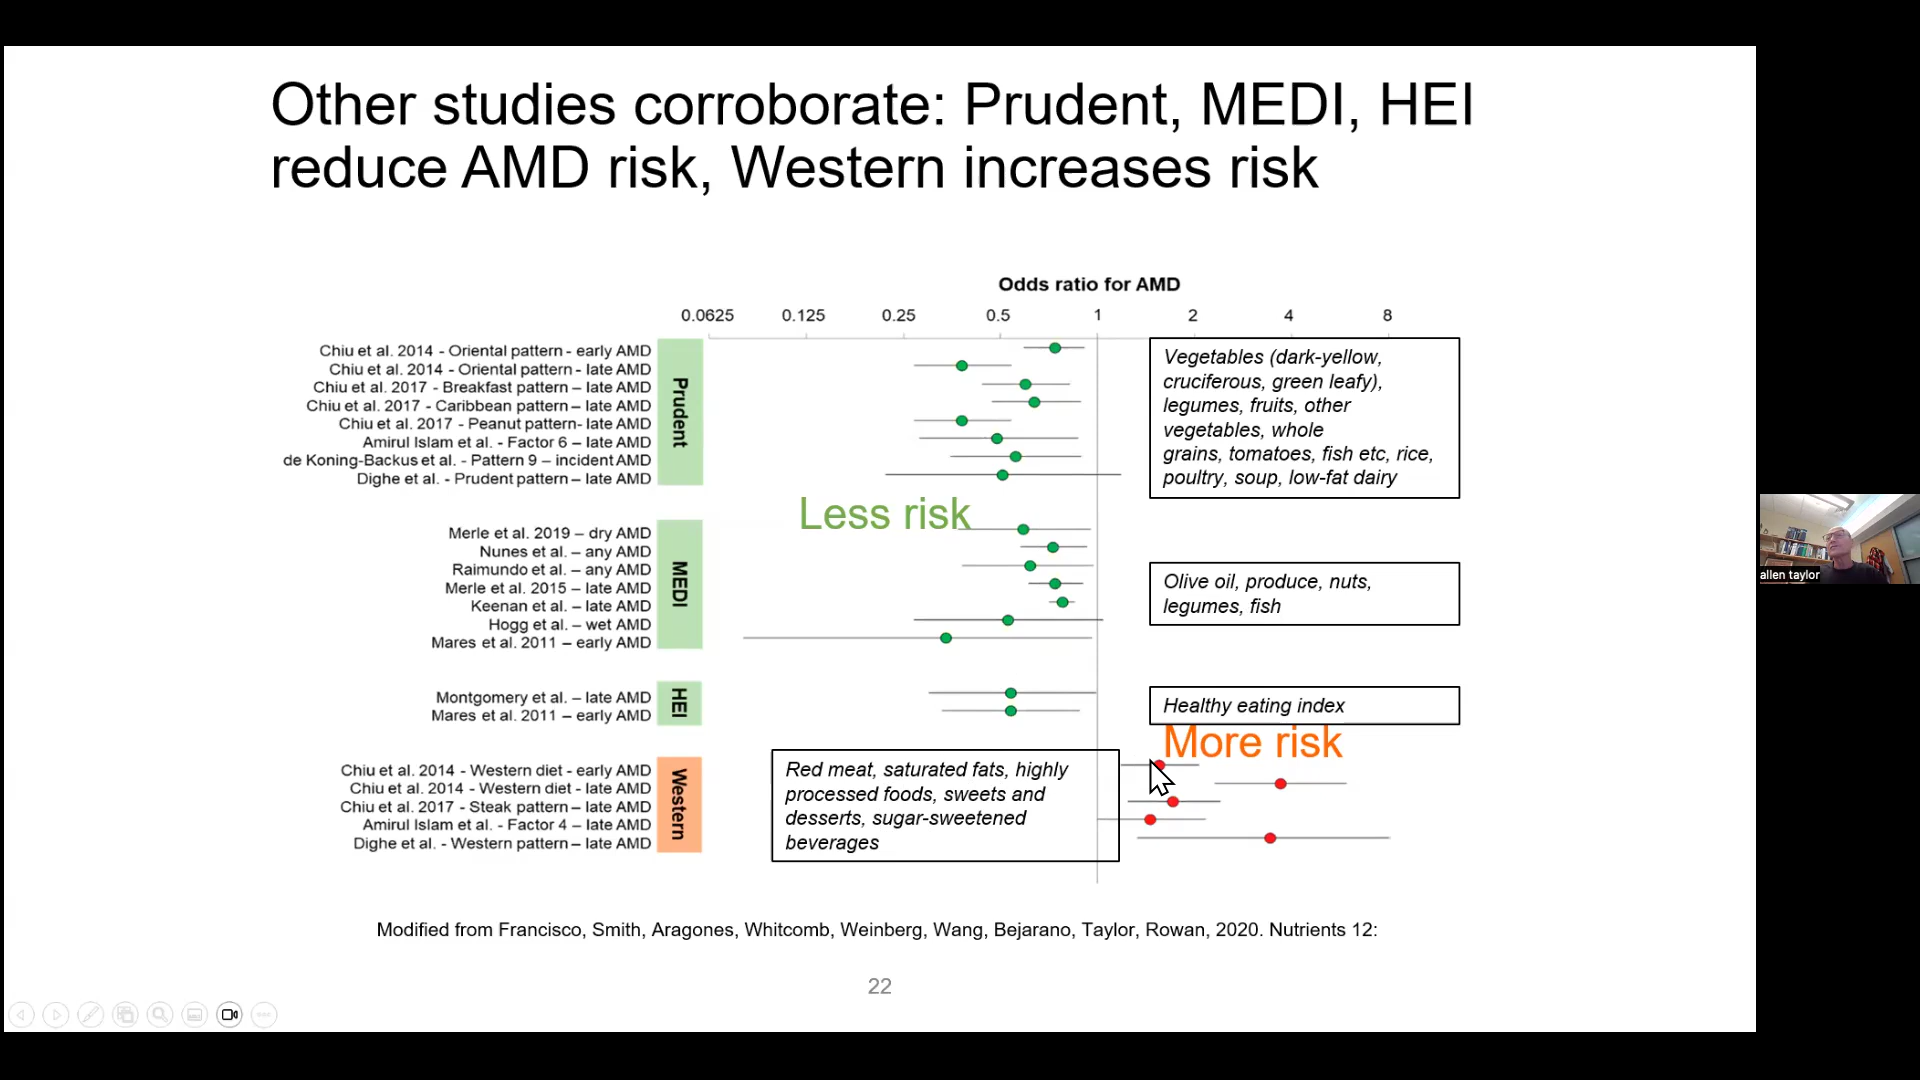 Other studies corroborate: Prudent, MEDI, HEI
reduce AMD risk, Western increases risk
Odds ratio for AMD
0.0625 0.125 0.25 0.5 1 2 4 8
Prudent
Chiu et al. 2014 - Oriental pattern - early AMD
Chiu et al. 2014 - Oriental pattern - late AMD
Chiu et al. 2017 - Breakfast pattern – late AMD
Chiu et al. 2017 - Caribbean pattern – late AMD
Chiu et al. 2017 - Peanut pattern- late AMD
Amirul Islam et al. - Factor 6 – late AMD
de Koning-Backus et al. - Pattern 9 – incident AMD
Dighe et al. - Prudent pattern – late AMD
Vegetables (dark-yellow,
cruciferous, green leafy),
legumes, fruits, other
vegetables, whole
grains, tomatoes, fish etc, rice,
poultry, soup, low-fat dairy
Less risk
MEDI
Merle et al. 2019 – dry AMD
Nunes et al. – any AMD
Raimundo et al. – any AMD
Merle et al. 2015 – late AMD
Keenan et al. – late AMD
Hogg et al. – wet AMD
Mares et al. 2011 – early AMD
Olive oil, produce, nuts,
legumes, fish
HEI
Montgomery et al. – late AMD
Mares et al. 2011 – early AMD
Healthy eating index
More risk
Western
Chiu et al. 2014 - Western diet - early AMD
Chiu et al. 2014 - Western diet - late AMD
Chiu et al. 2017 - Steak pattern – late AMD
Amirul Islam et al. - Factor 4 – late AMD
Dighe et al. - Western pattern – late AMD
Red meat, saturated fats, highly
processed foods, sweets and
desserts, sugar-sweetened
beverages
Modified from Francisco, Smith, Aragones, Whitcomb, Weinberg, Wang, Bejarano, Taylor, Rowan, 2020. Nutrients 12:
22
allen taylor